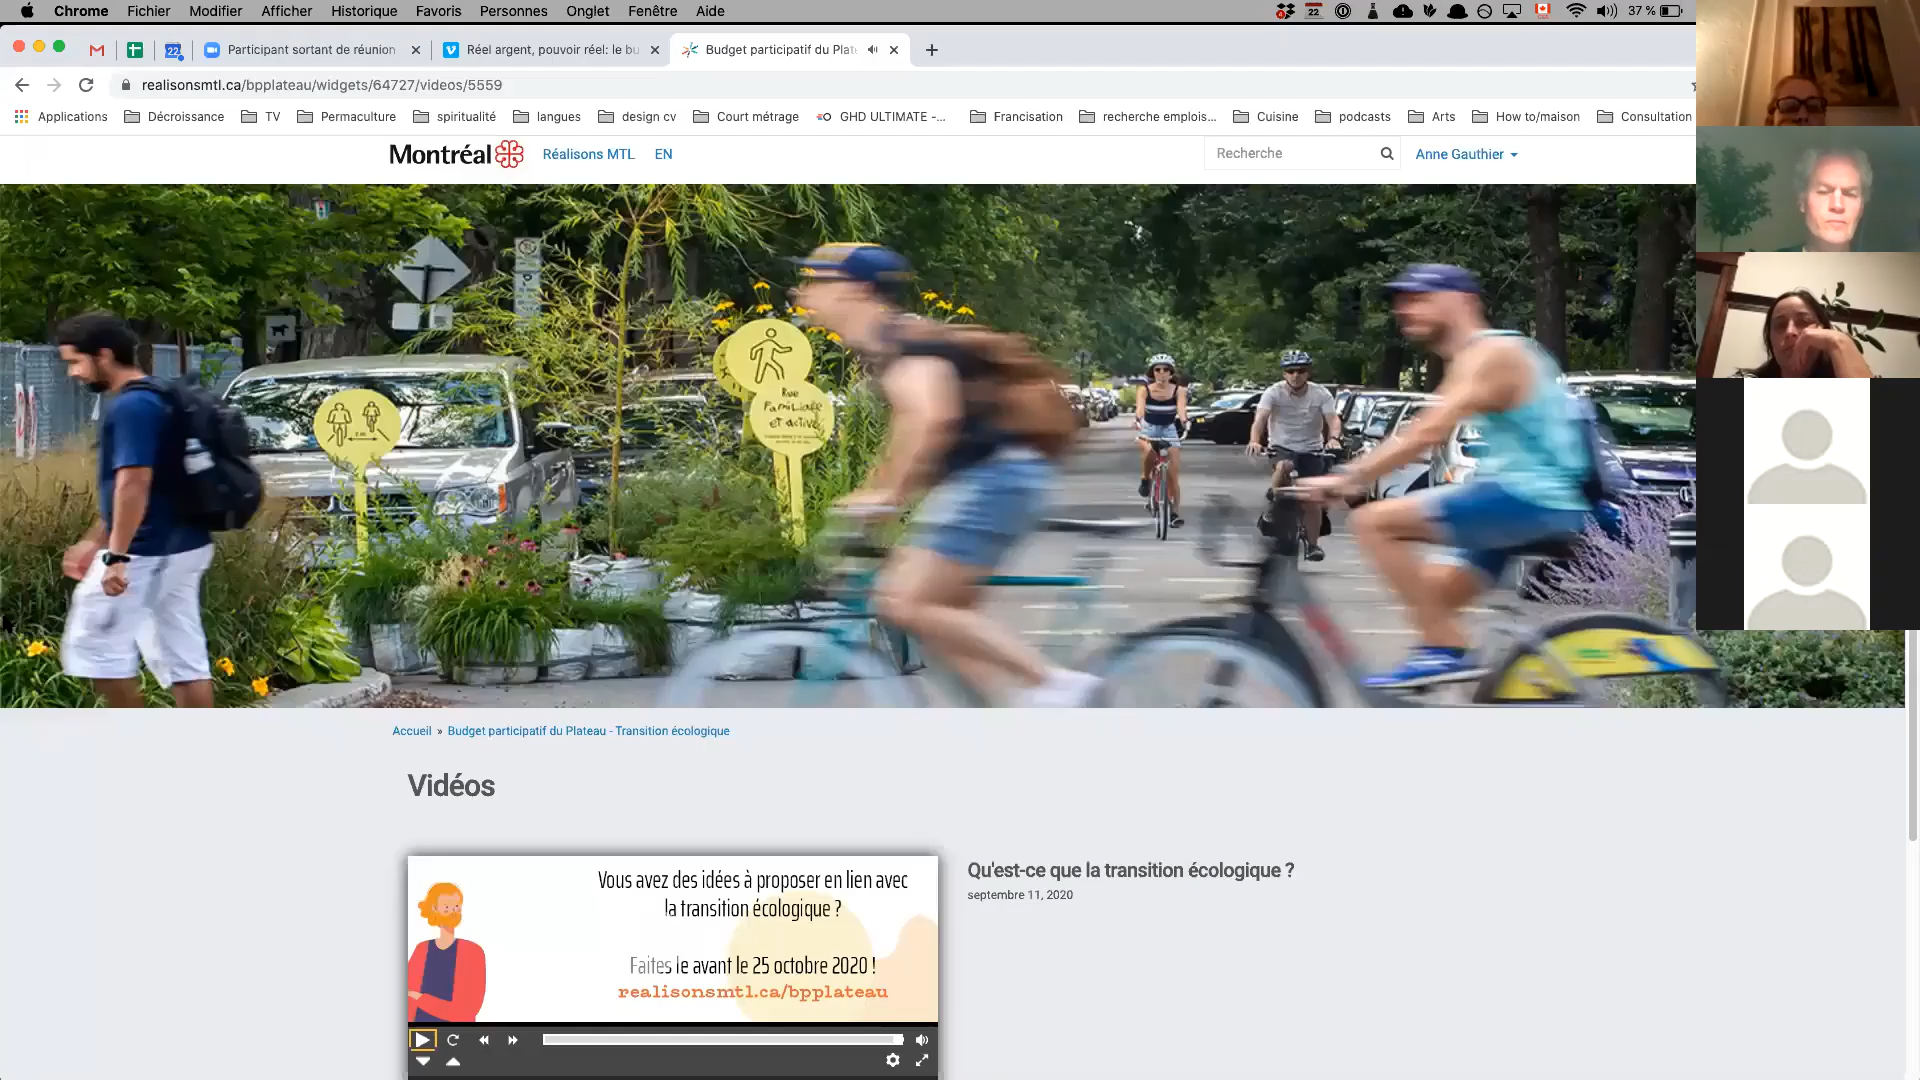 Chrome Fichier Modifier Afficher Historique Favoris Personnes Onglet Fenêtre Aide 22 37 %
22 Participant sortant de réunion Réel argent, pouvoir réel: le bu Budget participatif du Plat
realisonsmtl.ca/bpplateau/widgets/64727/videos/5559
Applications Décroissance TV Permaculture spiritualité langues design cv Court métrage GHD ULTIMATE -... Francisation recherche emplois... Cuisine podcasts Arts How to/maison Consultation
Montréal Réalisons MTL EN Recherche Anne Gauthier
Rue
Familiale
et active
Accueil » Budget participatif du Plateau - Transition écologique
Vidéos
Vous avez des idées à proposer en lien avec
la transition écologique ?
Faites le avant le 25 octobre 2020 !
realisonsmtl.ca/bpplateau
Qu'est-ce que la transition écologique ?
septembre 11, 2020